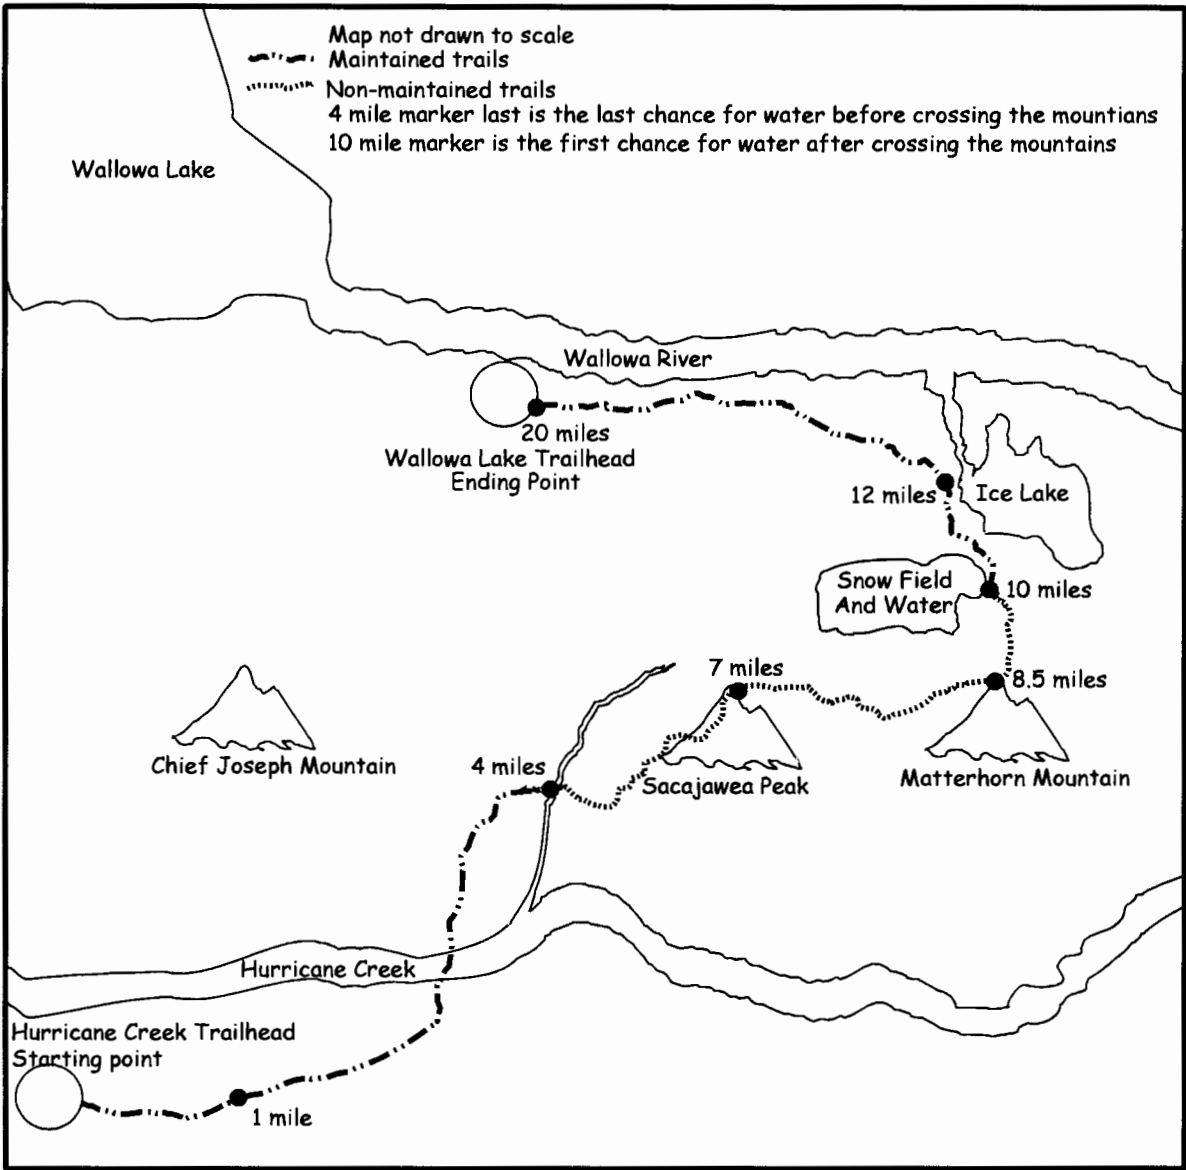 Map not drawn to scale
Maintained trails
Non-maintained trails
4 mile marker last is the last chance for water before crossing the mountians
10 mile marker is the first chance for water after crossing the mountains
Wallowa Lake
Wallowa River
20 miles
Wallowa Lake Trailhead
Ending Point
12 miles
Ice Lake
Snow Field
And Water
10 miles
7 miles
8.5 miles
Chief Joseph Mountain
4 miles
Sacajawea Peak
Matterhorn Mountain
Hurricane Creek
Hurricane Creek Trailhead
Starting point
1 mile